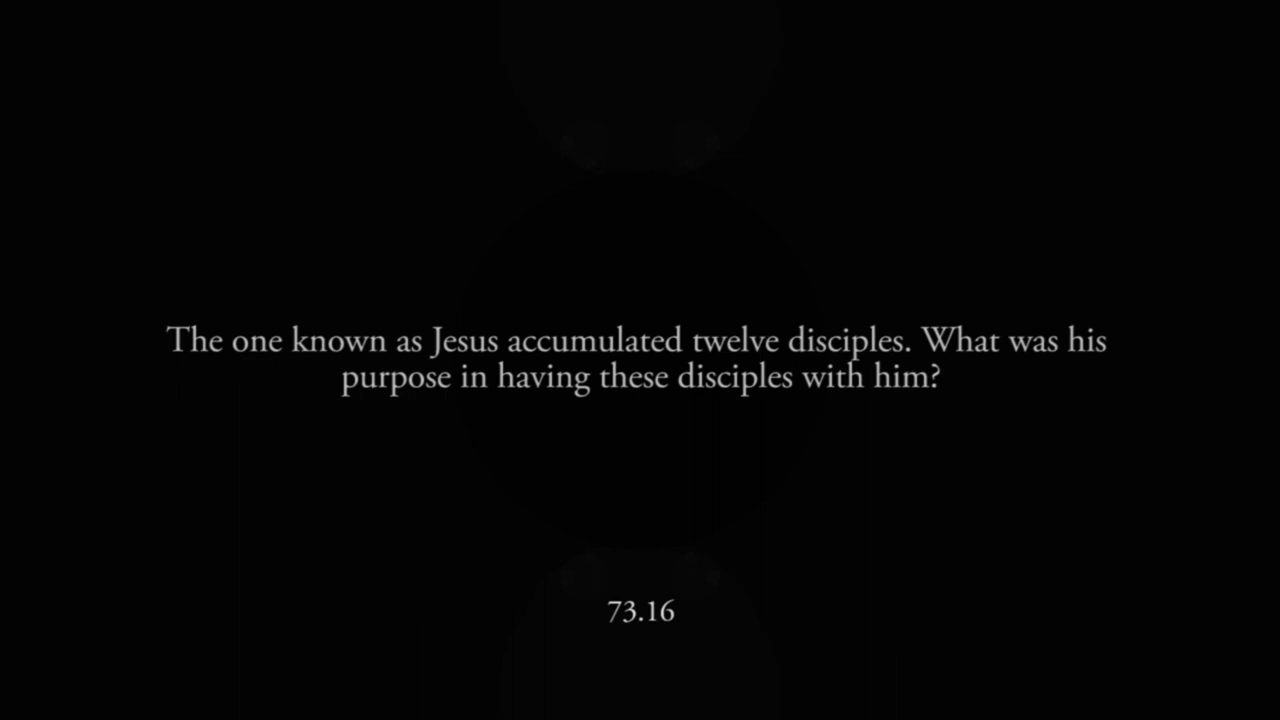 The one known as Jesus accumulated twelve disciples. What was his
purpose in having these disciples with him?
73.16